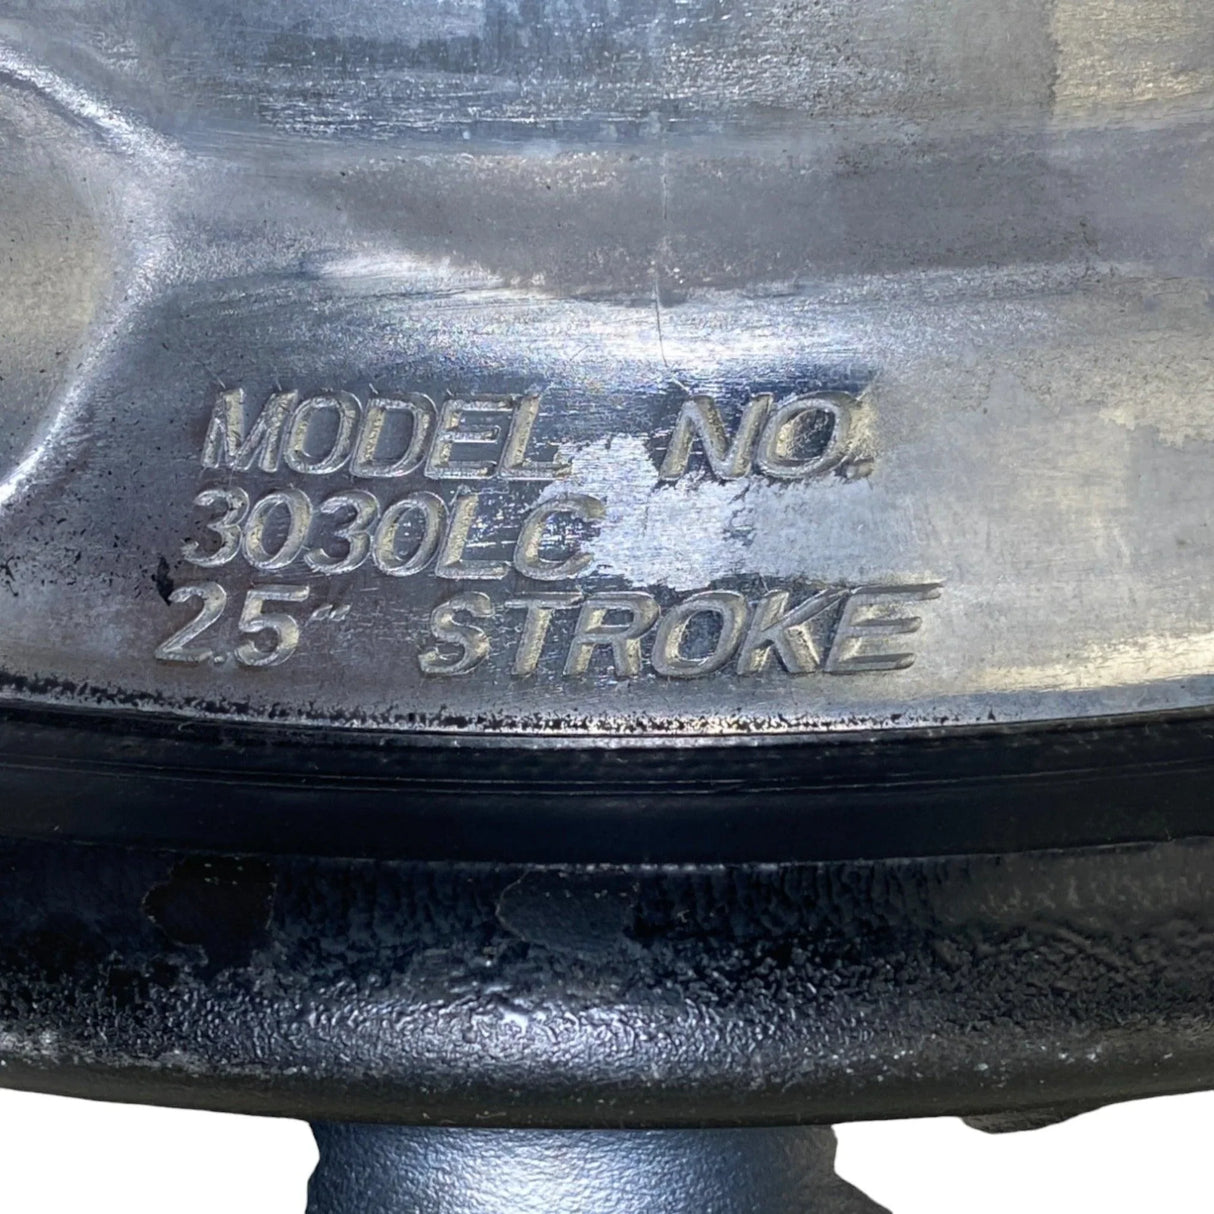 MODEL NO.
3030LC
2.5" STROKE